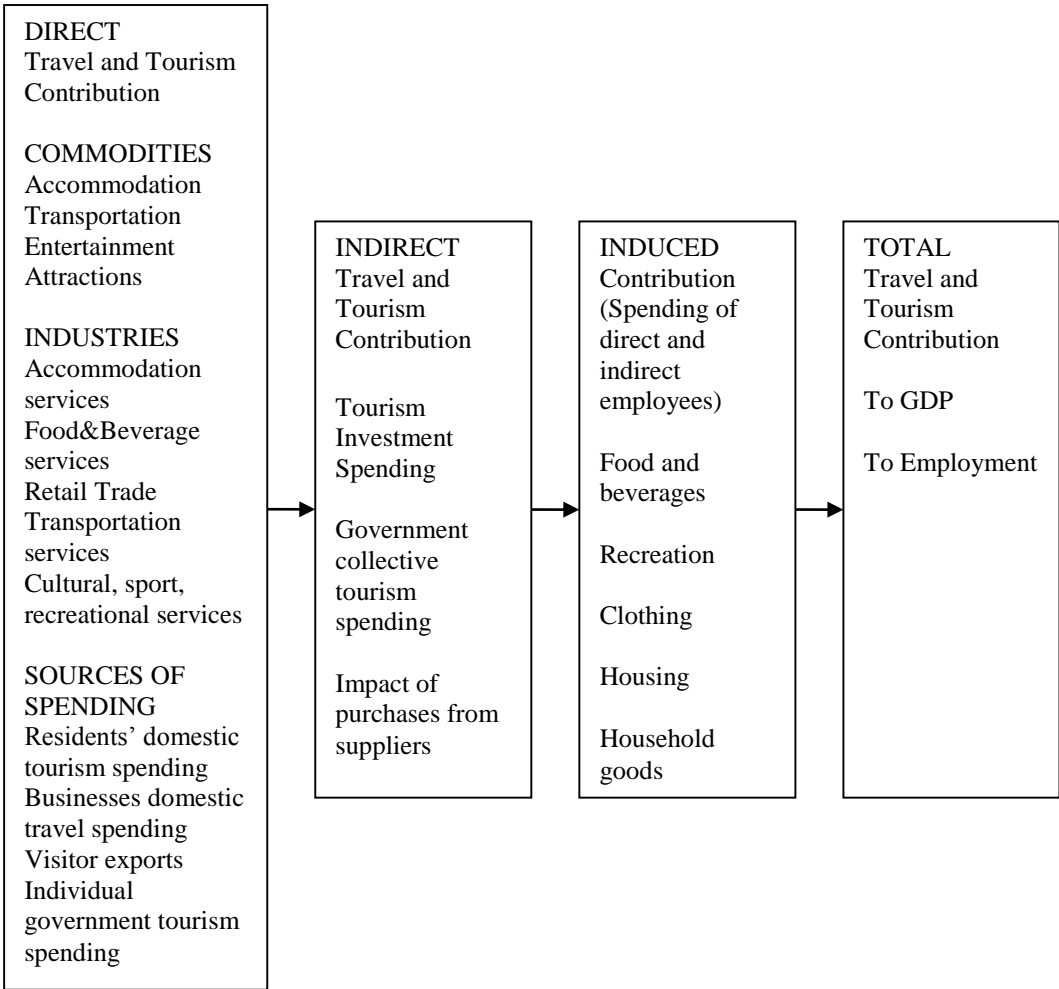 DIRECT
Travel and Tourism
Contribution
COMMODITIES
Accommodation
Transportation
Entertainment
Attractions
INDUSTRIES
Accommodation
services
Food&Beverage
services
Retail Trade
Transportation
services
Cultural, sport,
recreational services
SOURCES OF
SPENDING
Residents’ domestic
tourism spending
Businesses domestic
travel spending
Visitor exports
Individual
government tourism
spending
INDIRECT
Travel and
Tourism
Contribution
Tourism
Investment
Spending
Government
collective
tourism
spending
Impact of
purchases from
suppliers
INDUCED
Contribution
(Spending of
direct and
indirect
employees)
Food and
beverages
Recreation
Clothing
Housing
Household
goods
TOTAL
Travel and
Tourism
Contribution
To GDP
To Employment